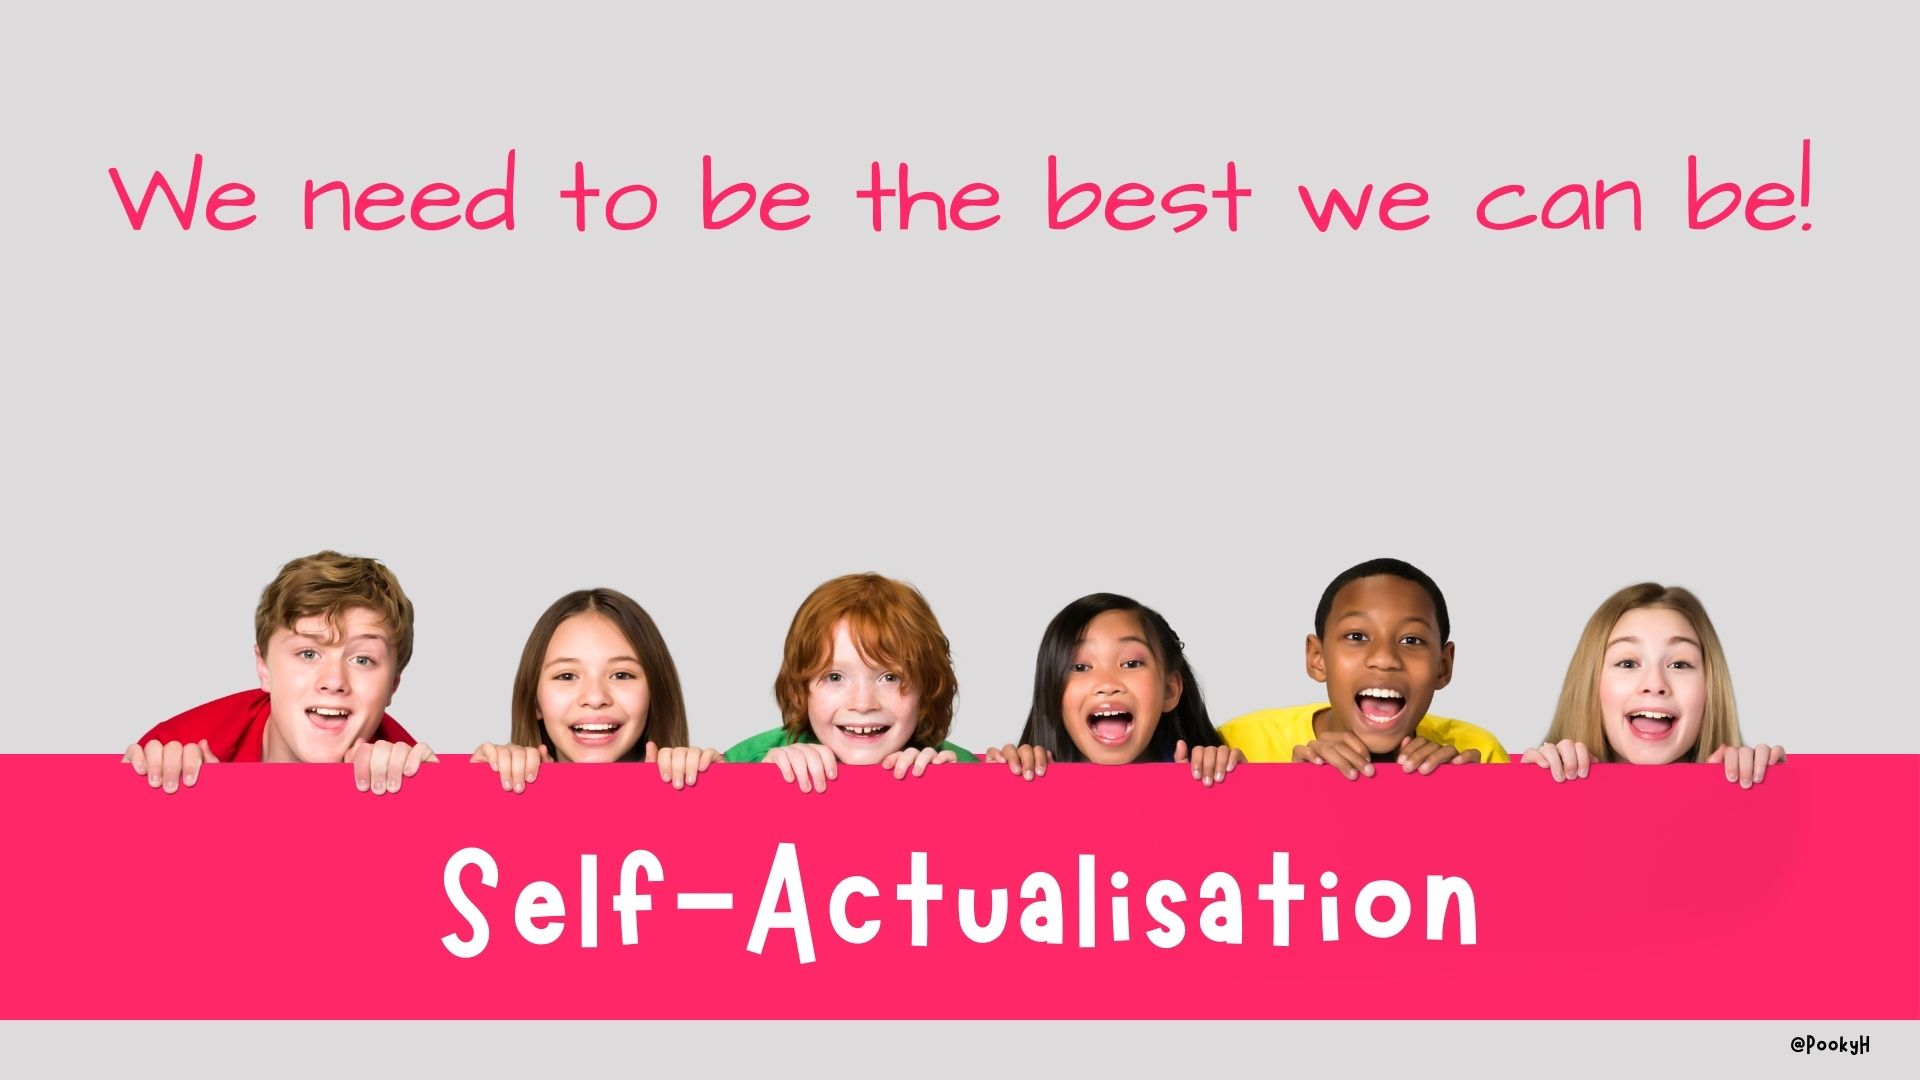 We need to be the best we can be!
Self-Actualisation
@PookyH